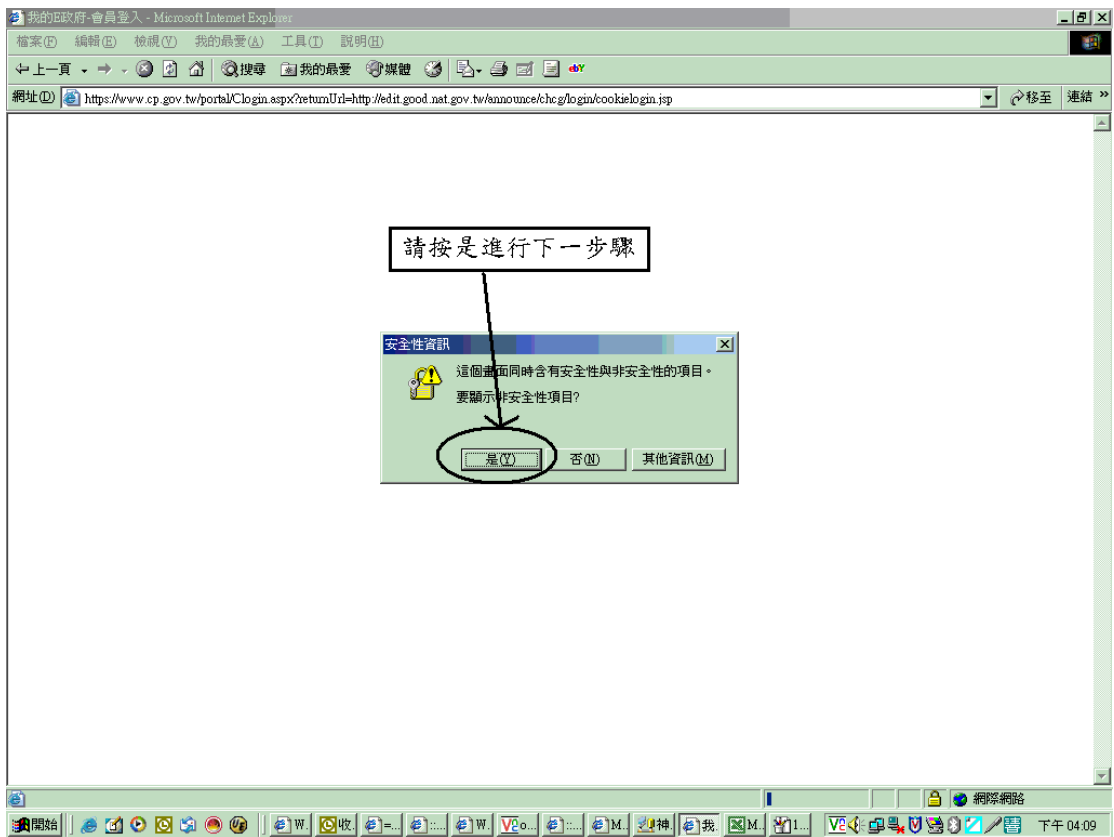 我的E政府-會員登入 - Microsoft Internet Explorer
檔案(F) 編輯(E) 檢視(V) 我的最愛(A) 工具(T) 說明(H)
上一頁 搜尋 我的最愛 媒體
網址(D) https://www.cp.gov.tw/portal/Clogin.aspx?returnUrl=http://edit.good.nat.gov.tw/announce/chcg/login/cookielogin.jsp 移至 連結 »
請按是進行下一步驟
安全性資訊
這個畫面同時含有安全性與非安全性的項目。
要顯示非安全性項目?
是(Y) 否(N) 其他資訊(M)
網際網路
開始 W. 收. =... ::... W. o... ::... M. 神. 我. M. 1... 下午 04:09